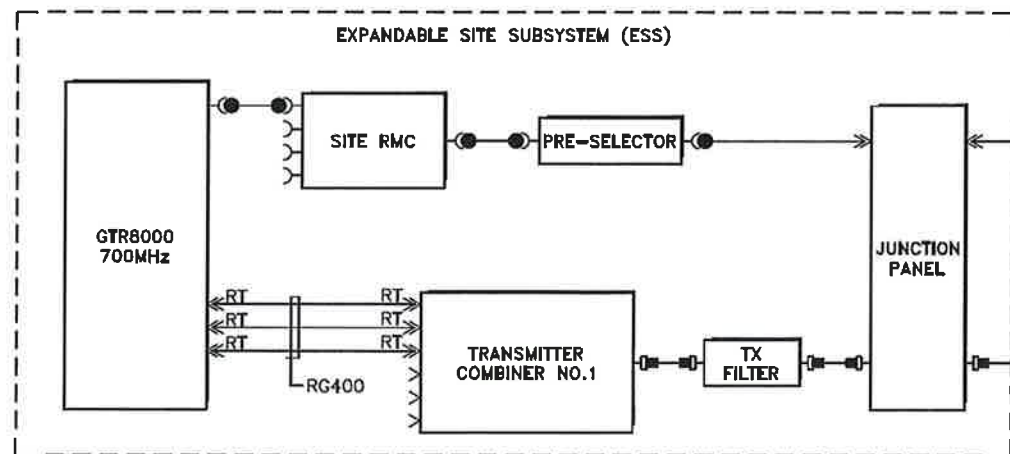 EXPANDABLE SITE SUBSYSTEM (ESS)
SITE RMC
PRE-SELECTOR
GTR8000
700MHz
JUNCTION
PANEL
RT RT
RT RT
RT RT
RG400
TRANSMITTER
COMBINER NO.1
TX
FILTER